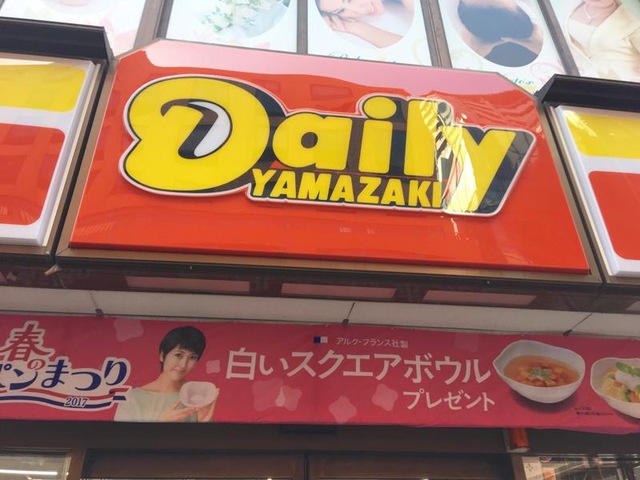 Daily
YAMAZAKI
春の
パンまつり
2017
アルク・フランス社製
白いスクエアボウル
プレゼント